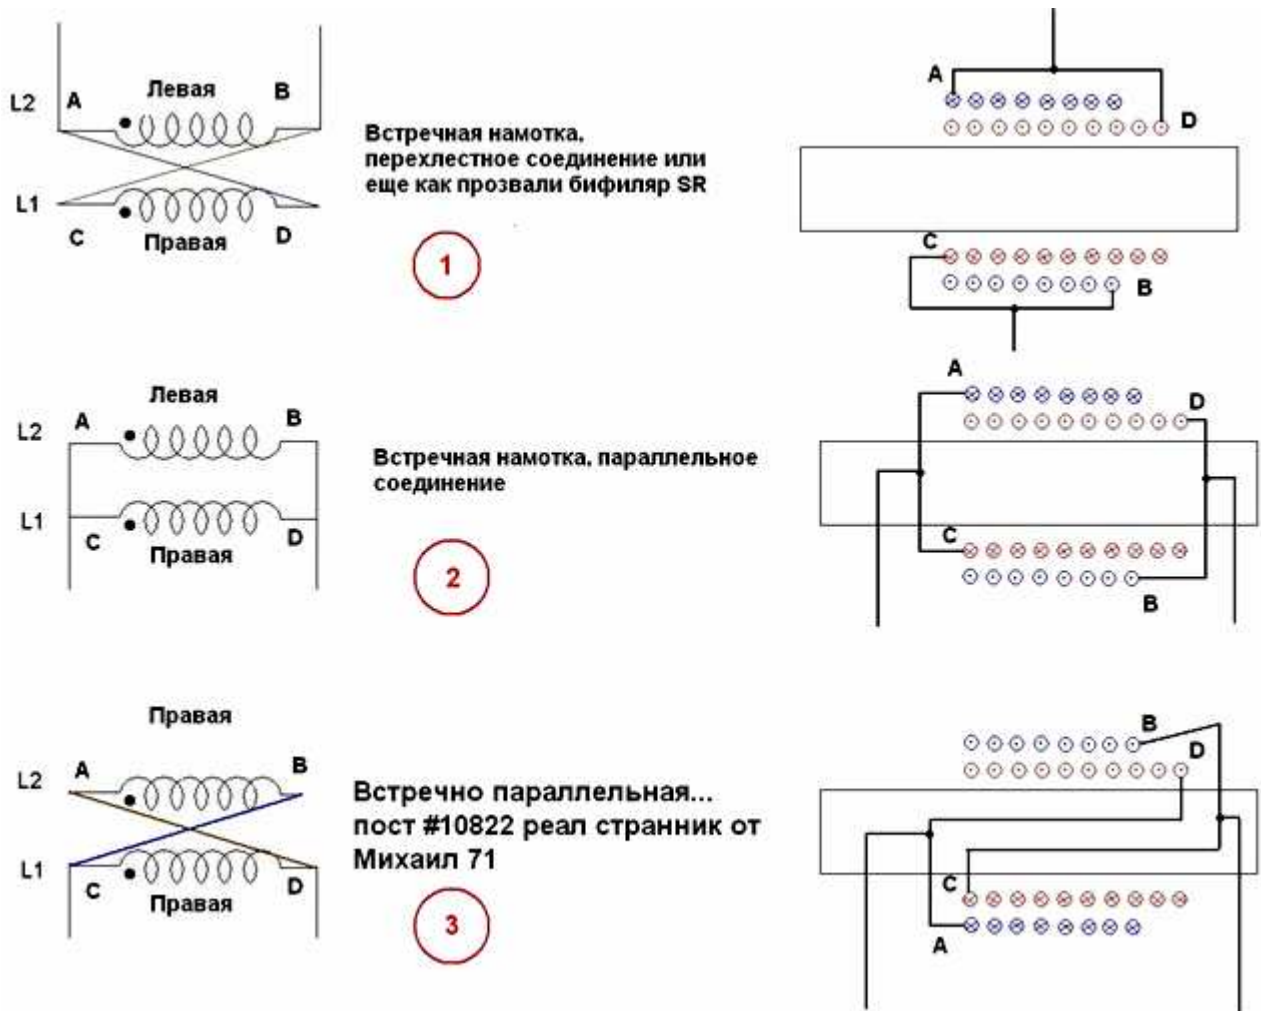 L2
A
Левая
B
L1
C
Правая
D
Встречная намотка,
перехлестное соединение или
еще как прозвали бифиляр SR
1
A
D
C
B
L2
A
Левая
B
L1
C
Правая
D
Встречная намотка, параллельное
соединение
2
A
D
C
B
Правая
L2
A
B
L1
C
Правая
D
Встречно параллельная...
пост #10822 реал странник от
Михаил 71
3
B
D
C
A